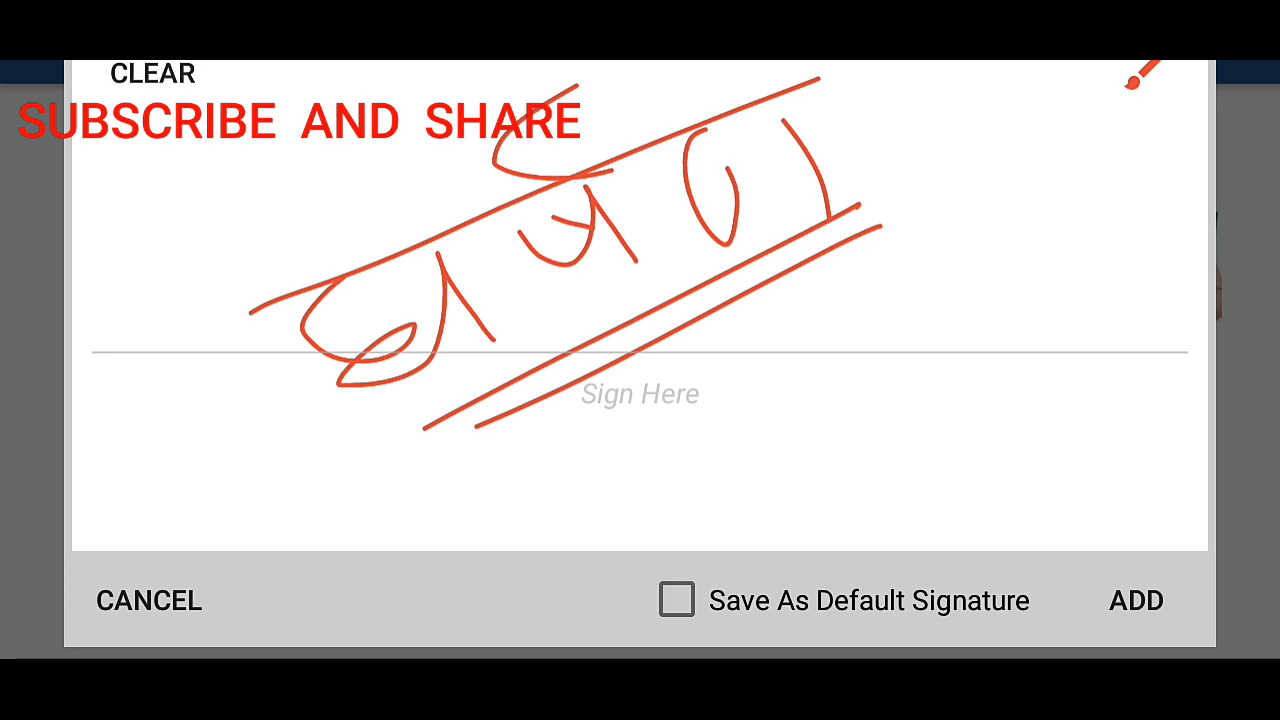 CLEAR
SUBSCRIBE AND SHARE
Sign Here
CANCEL
Save As Default Signature
ADD